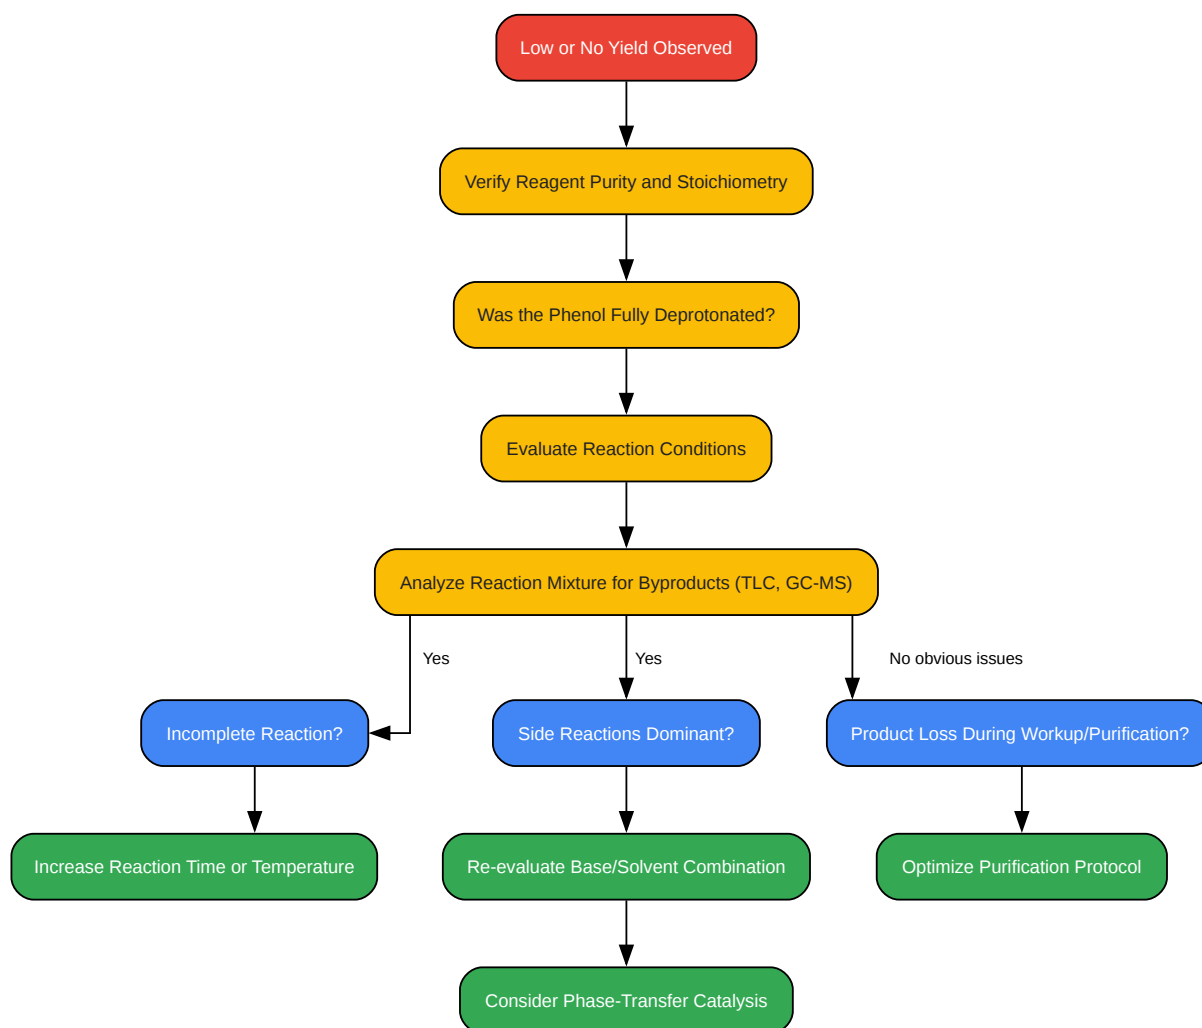 Low or No Yield Observed
Verify Reagent Purity and Stoichiometry
Was the Phenol Fully Deprotonated?
Evaluate Reaction Conditions
Analyze Reaction Mixture for Byproducts (TLC, GC-MS)
Yes
Yes
No obvious issues
Incomplete Reaction?
Side Reactions Dominant?
Product Loss During Workup/Purification?
Increase Reaction Time or Temperature
Re-evaluate Base/Solvent Combination
Optimize Purification Protocol
Consider Phase-Transfer Catalysis